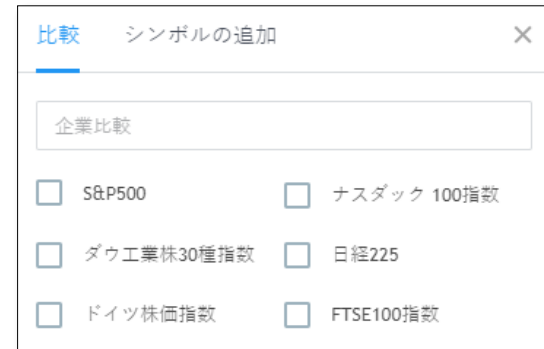 比較 シンボルの追加
企業比較
S&P500 ナスダック 100指数
ダウ工業株30種指数 日経225
ドイツ株価指数 FTSE100指数